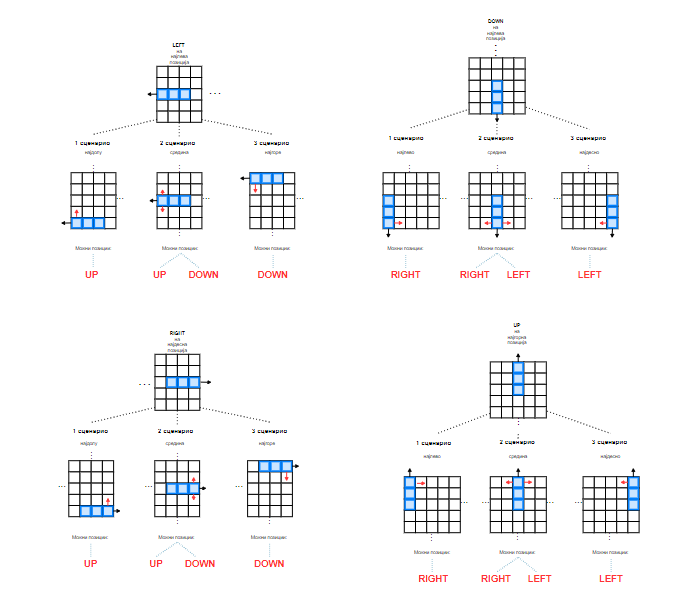 LEFT
на
најлева
позиција
1 сценарио
2 сценарио
3 сценарио
најдолу
средина
најгоре
Можни позиции:
Можни позиции:
Можни позиции:
UP
UP
DOWN
DOWN
DOWN
на
најлева
позиција
1 сценарио
2 сценарио
3 сценарио
најлево
средина
најдесно
Можни позиции:
Можни позиции:
Можни позиции:
RIGHT
RIGHT
LEFT
LEFT
RIGHT
на
најдесна
позиција
1 сценарио
2 сценарио
3 сценарио
најдолу
средина
најгоре
Можни позиции:
Можни позиции
Можни позиции:
UP
UP
DOWN
DOWN
UP
на
најгорна
позиција
1 сценарио
2 сценарио
3 сценарио
најлево
средина
најдесно
Можни позиции:
Можни позиции:
Можни позиции:
RIGHT
RIGHT
LEFT
LEFT